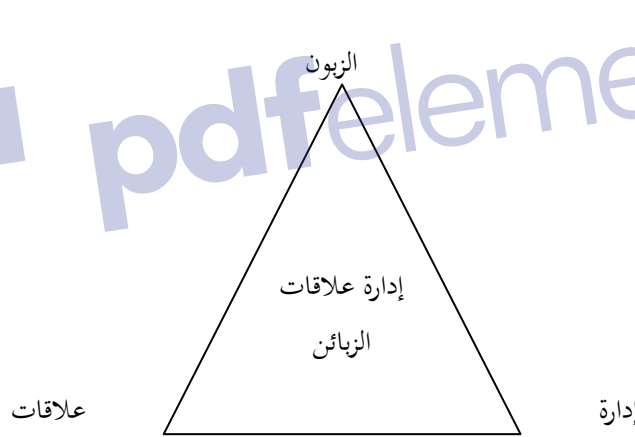 الزبون
pdfeleme
إدارة علاقات
الزبائن
إدارة
علاقات